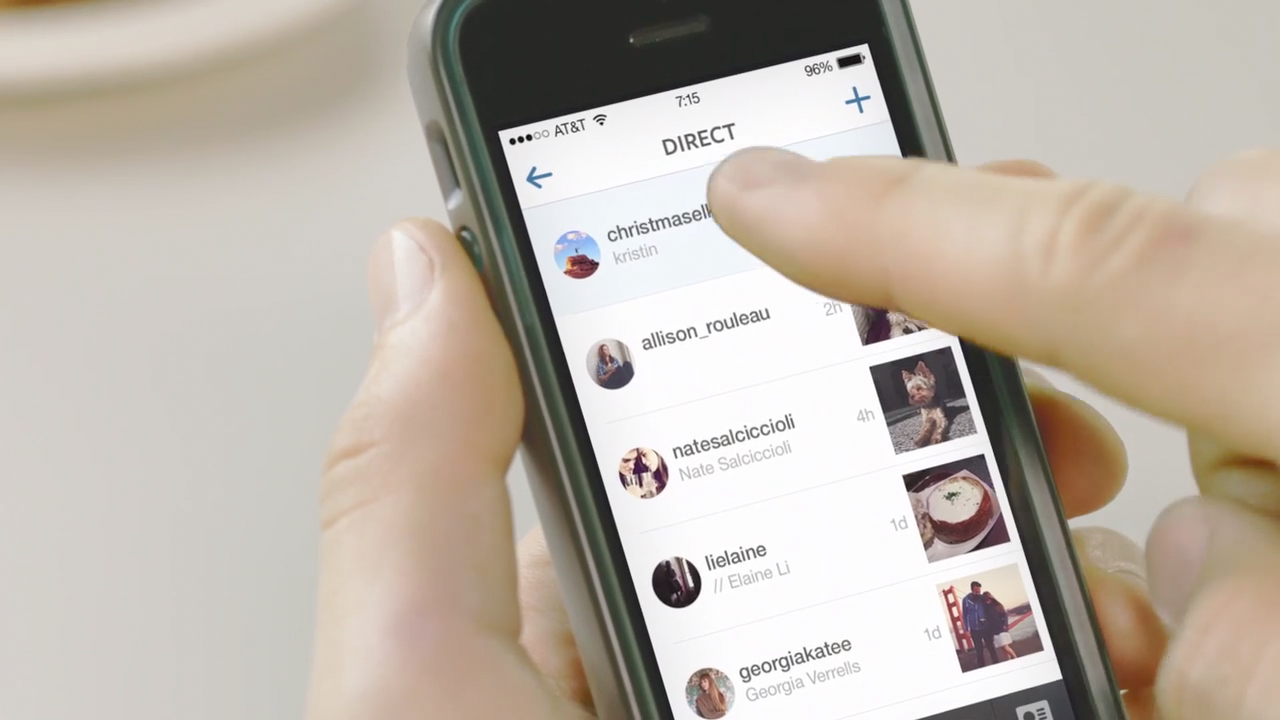 AT&T 7:15 96%
DIRECT
kristin
allison_rouleau 2h
natesalciccioli 4h
Nate Salciccioli
lielaine 1d
// Elaine Li
georgiakatee 1d
Georgia Verrells